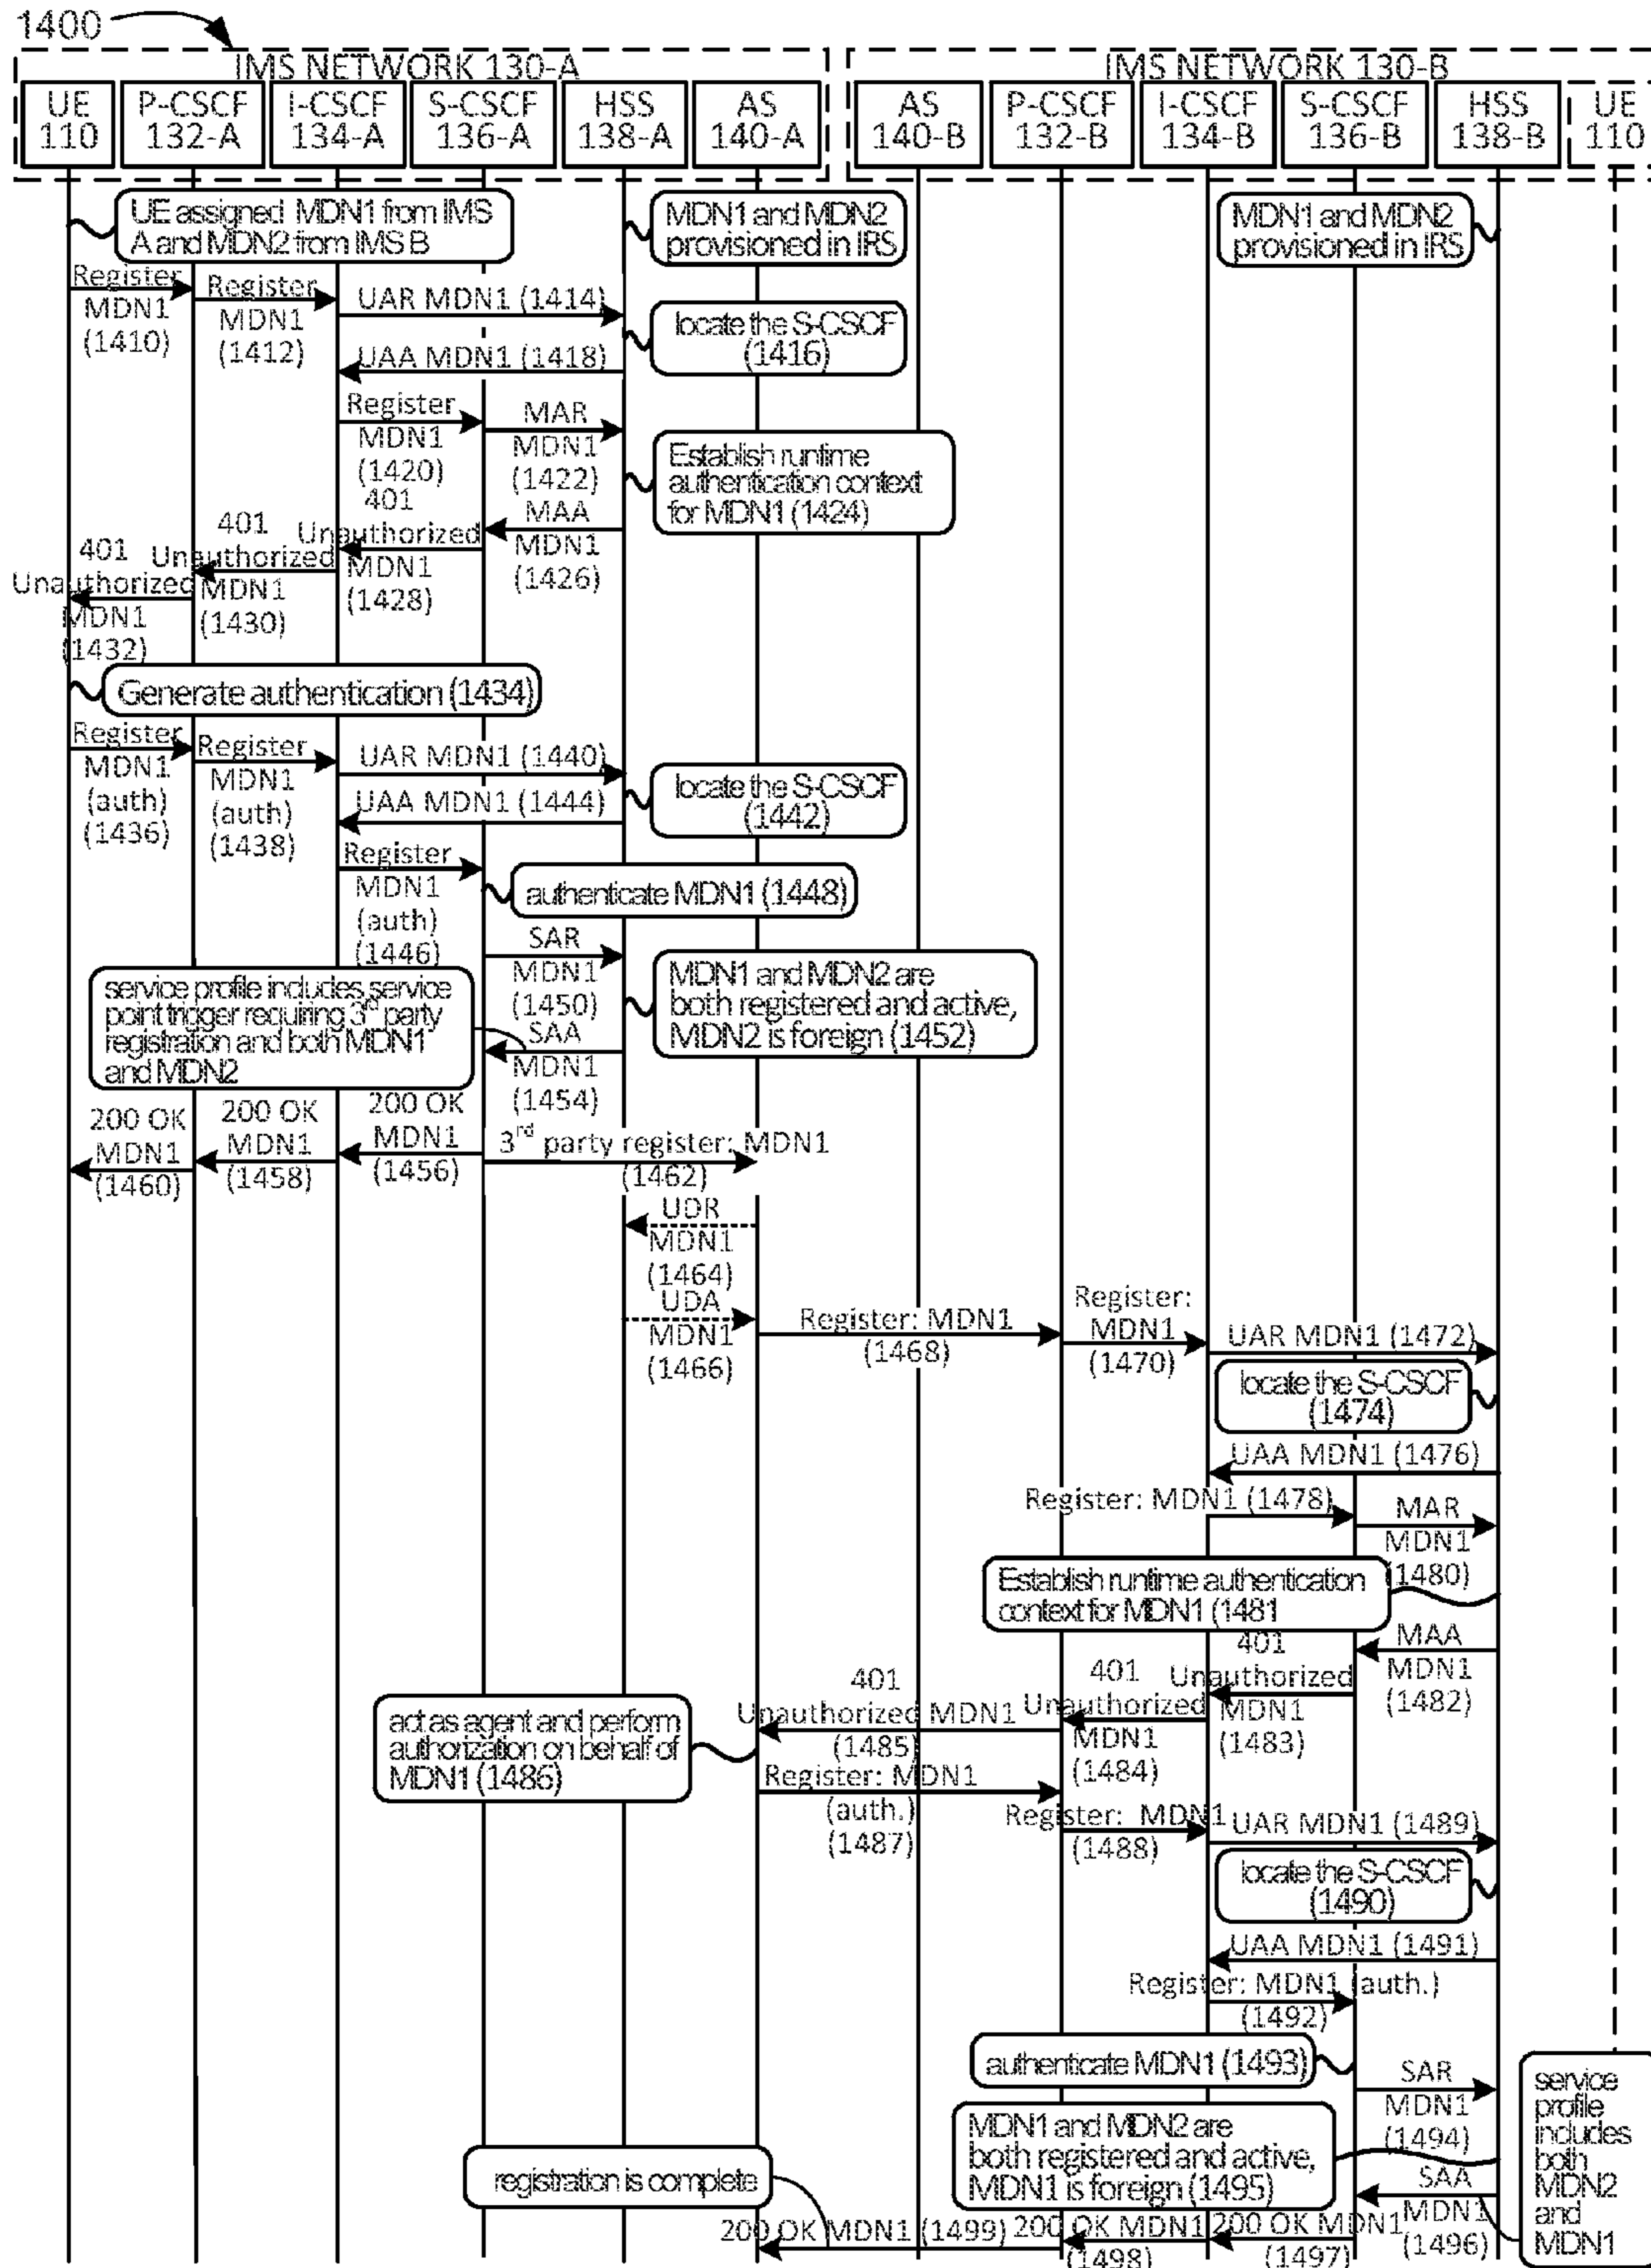 1400
IMS NETWORK 130-A
IMS NETWORK 130-B
UE
110
P-CSCF
132-A
I-CSCF
134-A
S-CSCF
136-A
HSS
138-A
AS
140-A
AS
140-B
P-CSCF
132-B
I-CSCF
134-B
S-CSCF
136-B
HSS
138-B
UE
110
UE assigned MDN1 from IMS
A and MDN2 from IMS B
MDN1 and MDN2
provisioned in IRS
MDN1 and MDN2
provisioned in IRS
Register
MDN1
(1410)
Register
MDN1
(1412)
UAR MDN1 (1414)
locate the S-CSCF
(1416)
UAA MDN1 (1418)
Register
MDN1
(1420)
MAR
MDN1
(1422)
Establish runtime
authentication context
for MDN1 (1424)
MAA
MDN1
(1426)
401
Unauthorized
MDN1
(1428)
401
Unauthorized
MDN1
(1430)
401
Unauthorized
MDN1
(1432)
Generate authentication (1434)
Register
MDN1
(auth)
(1436)
Register
MDN1
(auth)
(1438)
UAR MDN1 (1440)
locate the S-CSCF
(1442)
UAA MDN1 (1444)
Register
MDN1
(auth)
(1446)
authenticate MDN1 (1448)
SAR
MDN1
(1450)
MDN1 and MDN2 are
both registered and active,
MDN2 is foreign (1452)
service profile includes service
point trigger requiring 3rd party
registration and both MDN1
and MDN2
SAA
MDN1
(1454)
200 OK
MDN1
(1456)
200 OK
MDN1
(1458)
200 OK
MDN1
(1460)
3rd party register: MDN1
(1462)
UDR
MDN1
(1464)
UDA
MDN1
(1466)
Register: MDN1
(1468)
Register:
MDN1
(1470)
UAR MDN1 (1472)
locate the S-CSCF
(1474)
UAA MDN1 (1476)
Register: MDN1 (1478)
MAR
MDN1
(1480)
Establish runtime authentication
context for MDN1 (1481
MAA
MDN1
(1482)
401
Unauthorized
MDN1
(1483)
401
Unauthorized
MDN1
(1484)
401
Unauthorized MDN1
(1485)
act as agent and perform
authorization on behalf of
MDN1 (1486)
Register: MDN1
(auth.)
(1487)
Register: MDN1
(1488)
UAR MDN1 (1489)
locate the S-CSCF
(1490)
UAA MDN1 (1491)
Register: MDN1 (auth.)
(1492)
authenticate MDN1 (1493)
SAR
MDN1
(1494)
MDN1 and MDN2 are
both registered and active,
MDN1 is foreign (1495)
service
profile
includes
both
MDN2
and
MDN1
SAA
MDN1
(1496)
registration is complete
200 OK MDN1
(1497)
200 OK MDN1
(1498)
200 OK MDN1 (1499)